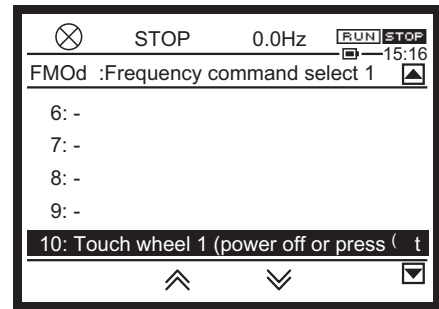 STOP 0.0Hz RUN STOP
15:16
FMOd :Frequency command select 1
6: -
7: -
8: -
9: -
10: Touch wheel 1 (power off or press ( t